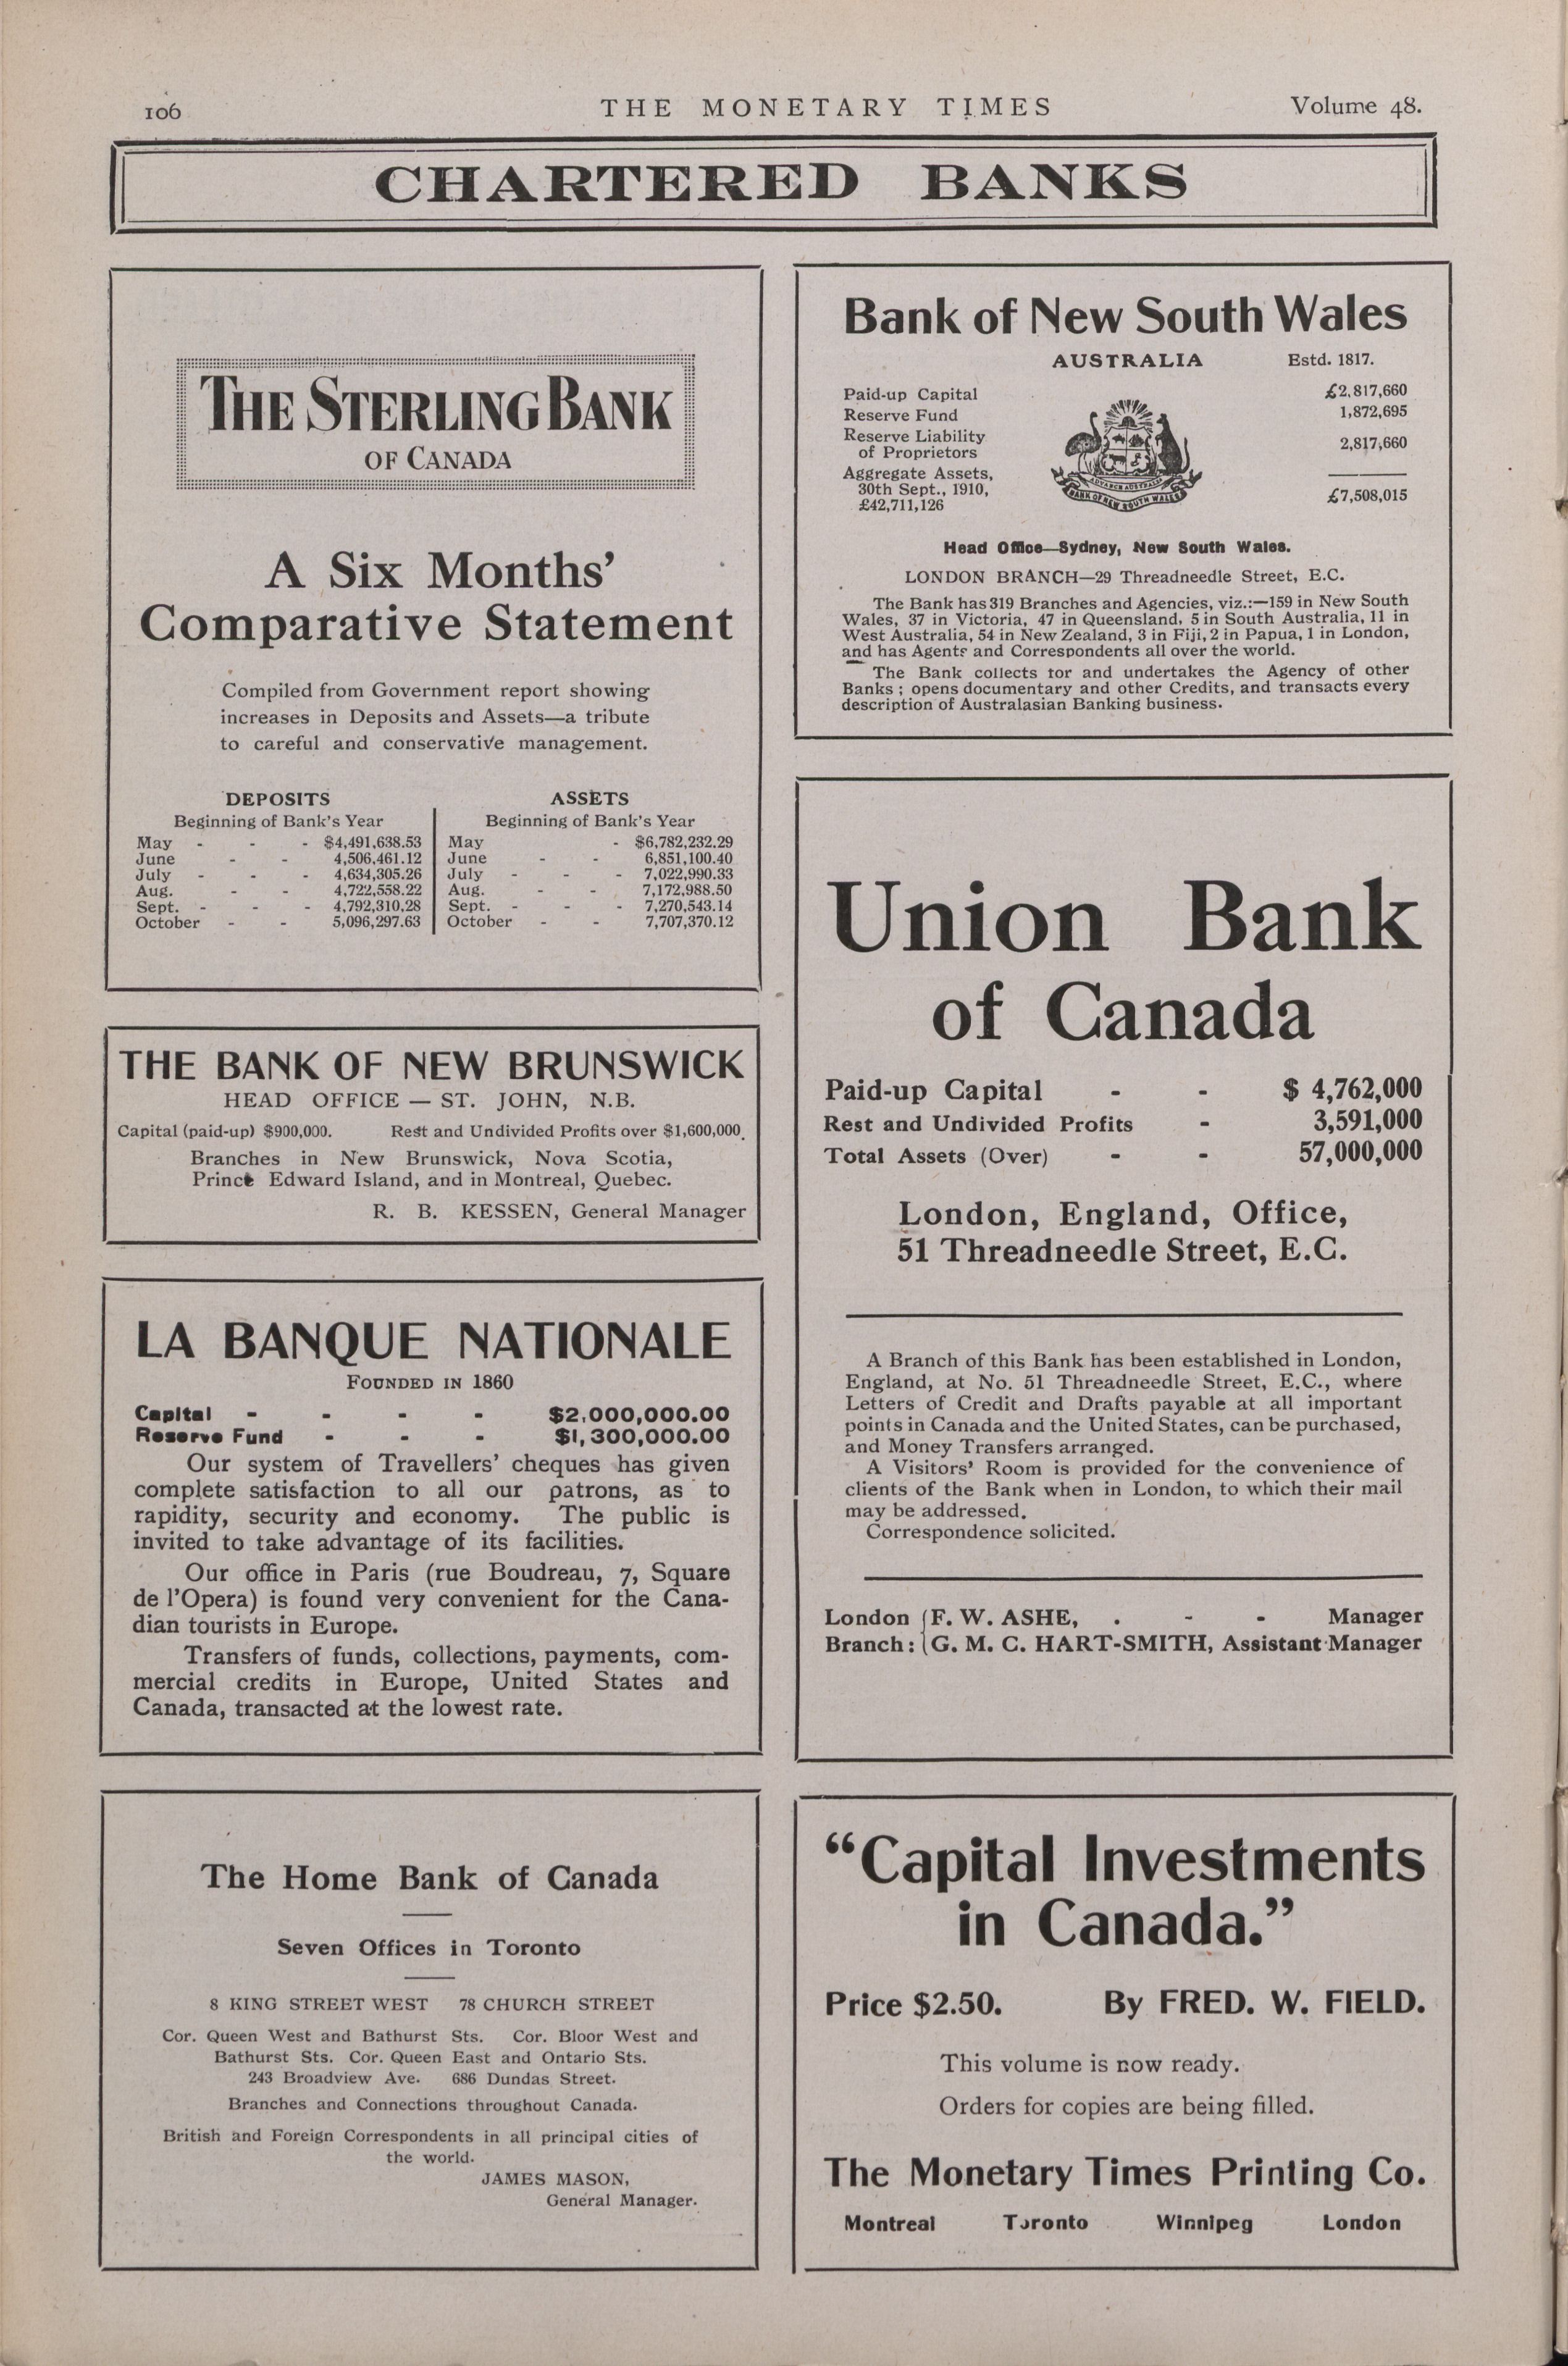 106
THE MONETARY TIMES
Volume 48.
CHARTERED BANKS
THE STERLING BANK
OF CANADA
A Six Months'
Comparative Statement
Compiled from Government report showing
increases in Deposits and Assets—a tribute
to careful and conservative management.
DEPOSITS
Beginning of Bank's Year
May - - - $4,491,638.53
June - - 4,506,461.12
July - - - 4,634,305.26
Aug. - - 4,722,558.22
Sept. - - - 4,792,310.28
October - - 5,096,297.63
ASSETS
Beginning of Bank's Year
May - $6,782,232.29
June - - 6,851,100.40
July - - - 7,022,990.33
Aug. - - 7,172,988.50
Sept. - - - 7,270,543.14
October - - 7,707,370.12
THE BANK OF NEW BRUNSWICK
HEAD OFFICE — ST. JOHN, N.B.
Capital (paid-up) $900,000. Rest and Undivided Profits over $1,600,000.
Branches in New Brunswick, Nova Scotia,
Prince Edward Island, and in Montreal, Quebec.
R. B. KESSEN, General Manager
LA BANQUE NATIONALE
FOUNDED IN 1860
Capital - - - - $2,000,000.00
Reserve Fund - - - $1,300,000.00
Our system of Travellers' cheques has given
complete satisfaction to all our patrons, as to
rapidity, security and economy. The public is
invited to take advantage of its facilities.
Our office in Paris (rue Boudreau, 7, Square
de l'Opera) is found very convenient for the Cana-
dian tourists in Europe.
Transfers of funds, collections, payments, com-
mercial credits in Europe, United States and
Canada, transacted at the lowest rate.
The Home Bank of Canada
Seven Offices in Toronto
8 KING STREET WEST 78 CHURCH STREET
Cor. Queen West and Bathurst Sts. Cor. Bloor West and
Bathurst Sts. Cor. Queen East and Ontario Sts.
243 Broadview Ave. 686 Dundas Street.
Branches and Connections throughout Canada.
British and Foreign Correspondents in all principal cities of
the world.
JAMES MASON,
General Manager.
Bank of New South Wales
AUSTRALIA Estd. 1817.
Paid-up Capital £2,817,660
Reserve Fund 1,872,695
Reserve Liability
of Proprietors 2,817,660
Aggregate Assets,
30th Sept., 1910,
£42,711,126
£7,508,015
ADVANCE AUSTRALIA
BANK OF NEW SOUTH WALES
Head Office—Sydney, New South Wales.
LONDON BRANCH—29 Threadneedle Street, E.C.
The Bank has 319 Branches and Agencies, viz.:—159 in New South
Wales, 37 in Victoria, 47 in Queensland, 5 in South Australia, 11 in
West Australia, 54 in New Zealand, 3 in Fiji, 2 in Papua, 1 in London,
and has Agents and Correspondents all over the world.
The Bank collects tor and undertakes the Agency of other
Banks ; opens documentary and other Credits, and transacts every
description of Australasian Banking business.
Union Bank
of Canada
Paid-up Capital - - $ 4,762,000
Rest and Undivided Profits - 3,591,000
Total Assets (Over) - - 57,000,000
London, England, Office,
51 Threadneedle Street, E.C.
A Branch of this Bank has been established in London,
England, at No. 51 Threadneedle Street, E.C., where
Letters of Credit and Drafts payable at all important
points in Canada and the United States, can be purchased,
and Money Transfers arranged.
A Visitors' Room is provided for the convenience of
clients of the Bank when in London, to which their mail
may be addressed.
Correspondence solicited.
London { F. W. ASHE, . - - Manager
Branch: { G. M. C. HART-SMITH, Assistant Manager
"Capital Investments
in Canada."
Price $2.50. By FRED. W. FIELD.
This volume is now ready.
Orders for copies are being filled.
The Monetary Times Printing Co.
Montreal Toronto Winnipeg London